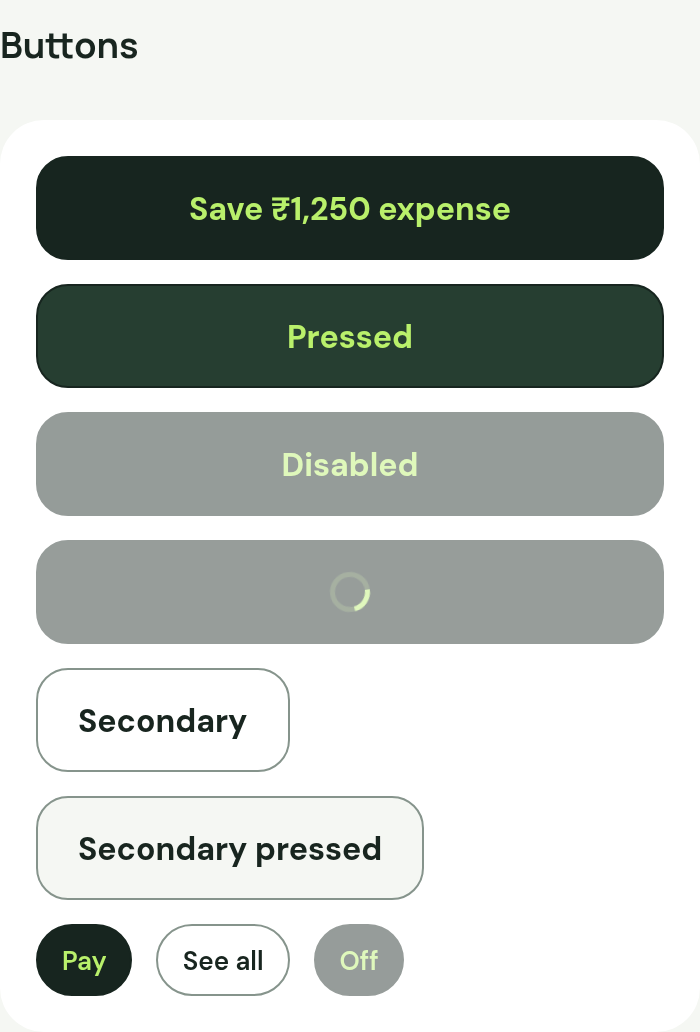 Buttons
Save ₹1,250 expense
Pressed
Disabled
Secondary
Secondary pressed
Pay
See all
Off